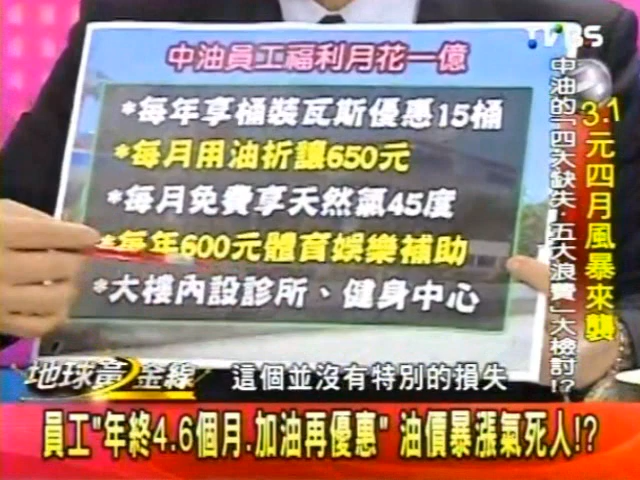 TVBS
中油員工福利月花一億
*每年享桶裝瓦斯優惠15桶
*每月用油折讓650元
*每月免費享天然氣45度
*每年600元體育娛樂補助
*大樓內設診所、健身中心
3.1元四月風暴來襲
中油的「四大缺失.五大浪費」大檢討!?
地球黃金線
這個並沒有特別的損失
員工"年終4.6個月.加油再優惠" 油價暴漲氣死人!?